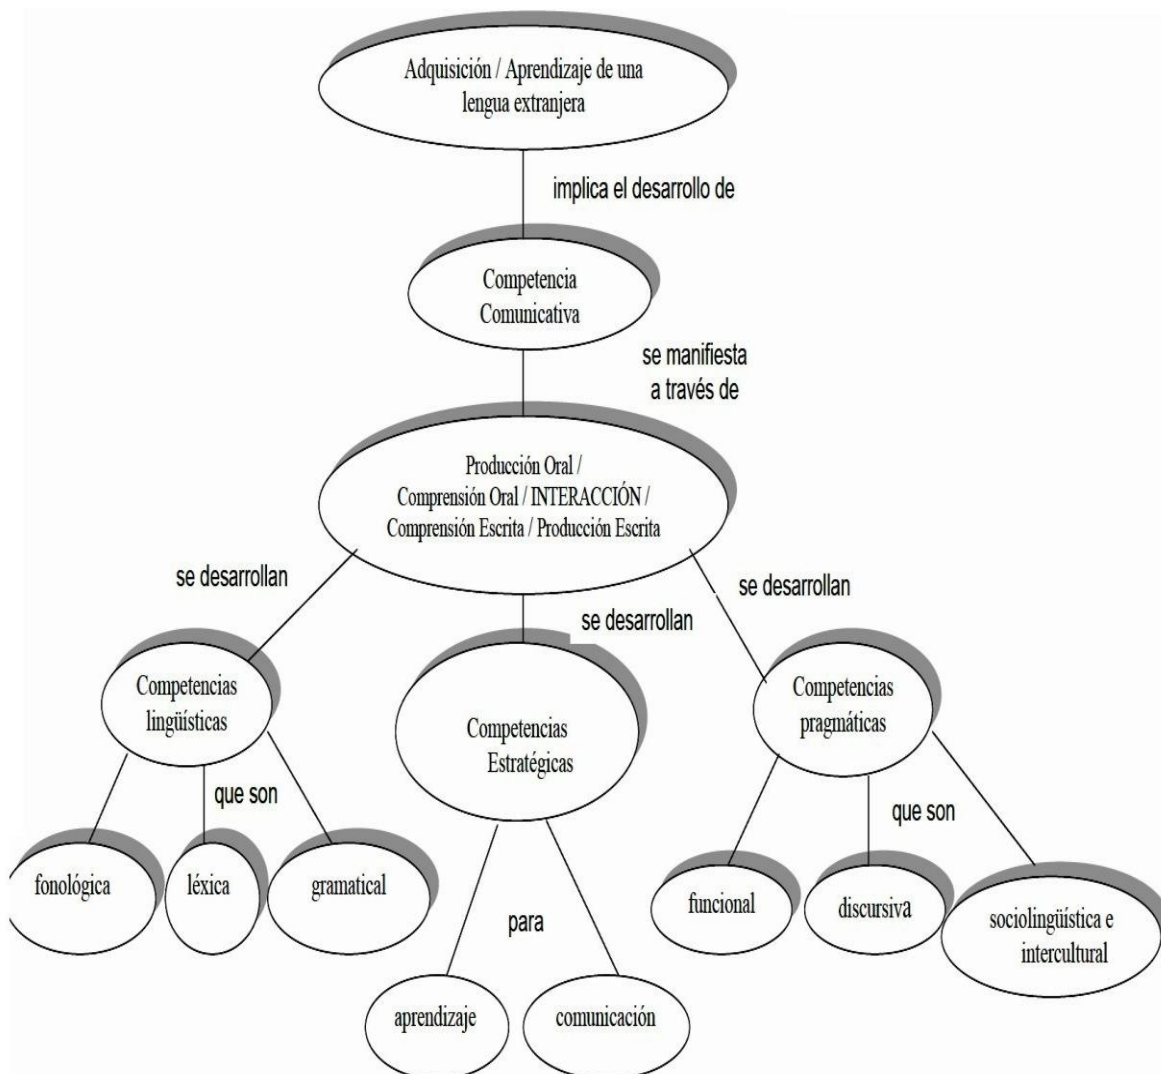 Adquisición / Aprendizaje de una
lengua extranjera
implica el desarrollo de
Competencia
Comunicativa
se manifiesta
a través de
Producción Oral /
Comprensión Oral / INTERACCIÓN /
Comprensión Escrita / Producción Escrita
se desarrollan
se desarrollan
se desarrollan
Competencias
lingüísticas
Competencias
Estratégicas
Competencias
pragmáticas
que son
que son
fonológica
léxica
gramatical
para
funcional
discursiva
sociolingüística e
intercultural
aprendizaje
comunicación